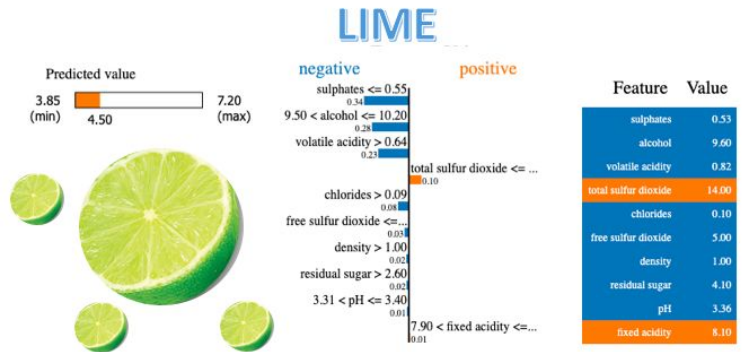 LIME
Predicted value
3.85
(min)
7.20
(max)
4.50
negative
positive
sulphates <= 0.55
0.34
9.50 < alcohol <= 10.20
0.28
volatile acidity > 0.64
0.23
total sulfur dioxide <= ...
0.10
chlorides > 0.09
0.08
free sulfur dioxide <=...
0.03
density > 1.00
0.02
residual sugar > 2.60
0.02
3.31 < pH <= 3.40
0.01
7.90 < fixed acidity <=...
0.01
Feature Value
sulphates 0.53
alcohol 9.60
volatile acidity 0.82
total sulfur dioxide 14.00
chlorides 0.10
free sulfur dioxide 5.00
density 1.00
residual sugar 4.10
pH 3.36
fixed acidity 8.10